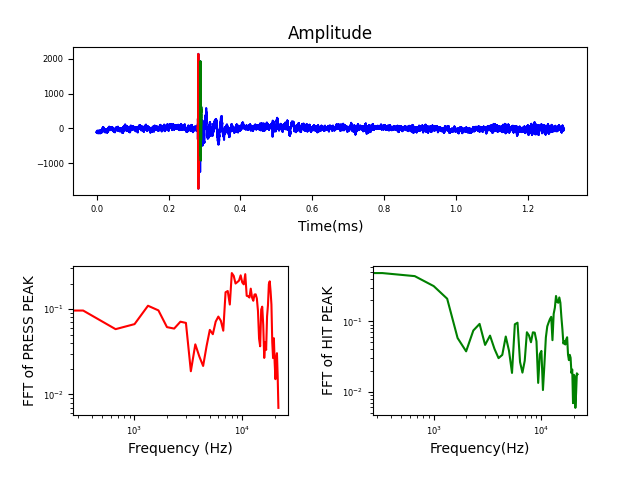 Amplitude
2000
1000
0
−1000
0.0 0.2 0.4 0.6 0.8 1.0 1.2
Time(ms)
FFT of PRESS PEAK
10⁻¹
10⁻²
10³ 10⁴
Frequency (Hz)
FFT of HIT PEAK
10⁻¹
10⁻²
10³ 10⁴
Frequency(Hz)